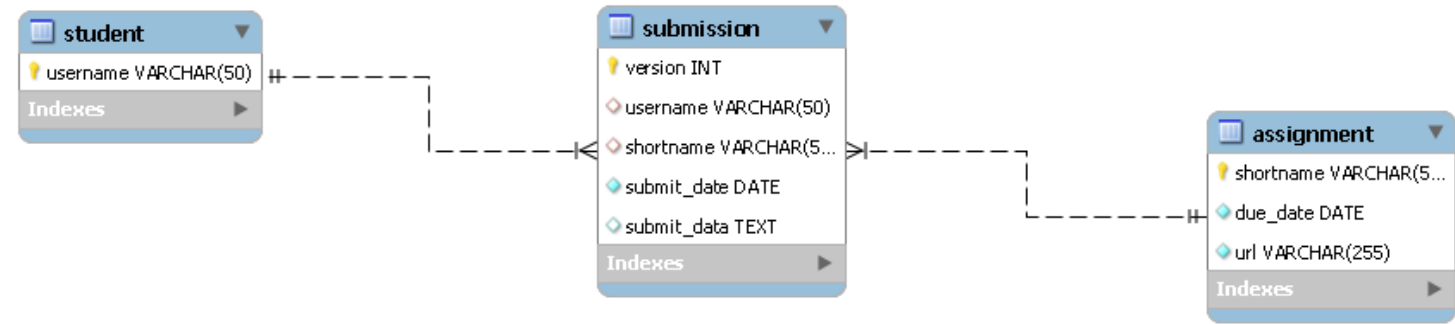 student
username VARCHAR(50)
Indexes
submission
version INT
username VARCHAR(50)
shortname VARCHAR(5...
submit_date DATE
submit_data TEXT
Indexes
assignment
shortname VARCHAR(5...
due_date DATE
url VARCHAR(255)
Indexes